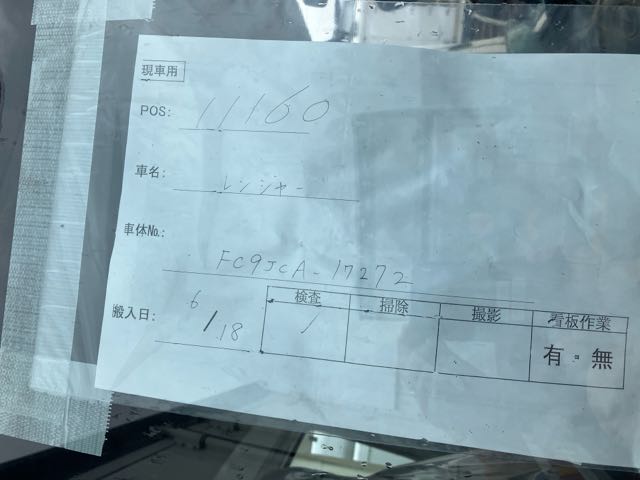 現車用
POS: 11160
車名: レンジャー
車体No.: FC9JCA-17272
搬入日: 6/18
検査 掃除 撮影 看板作業
有・無